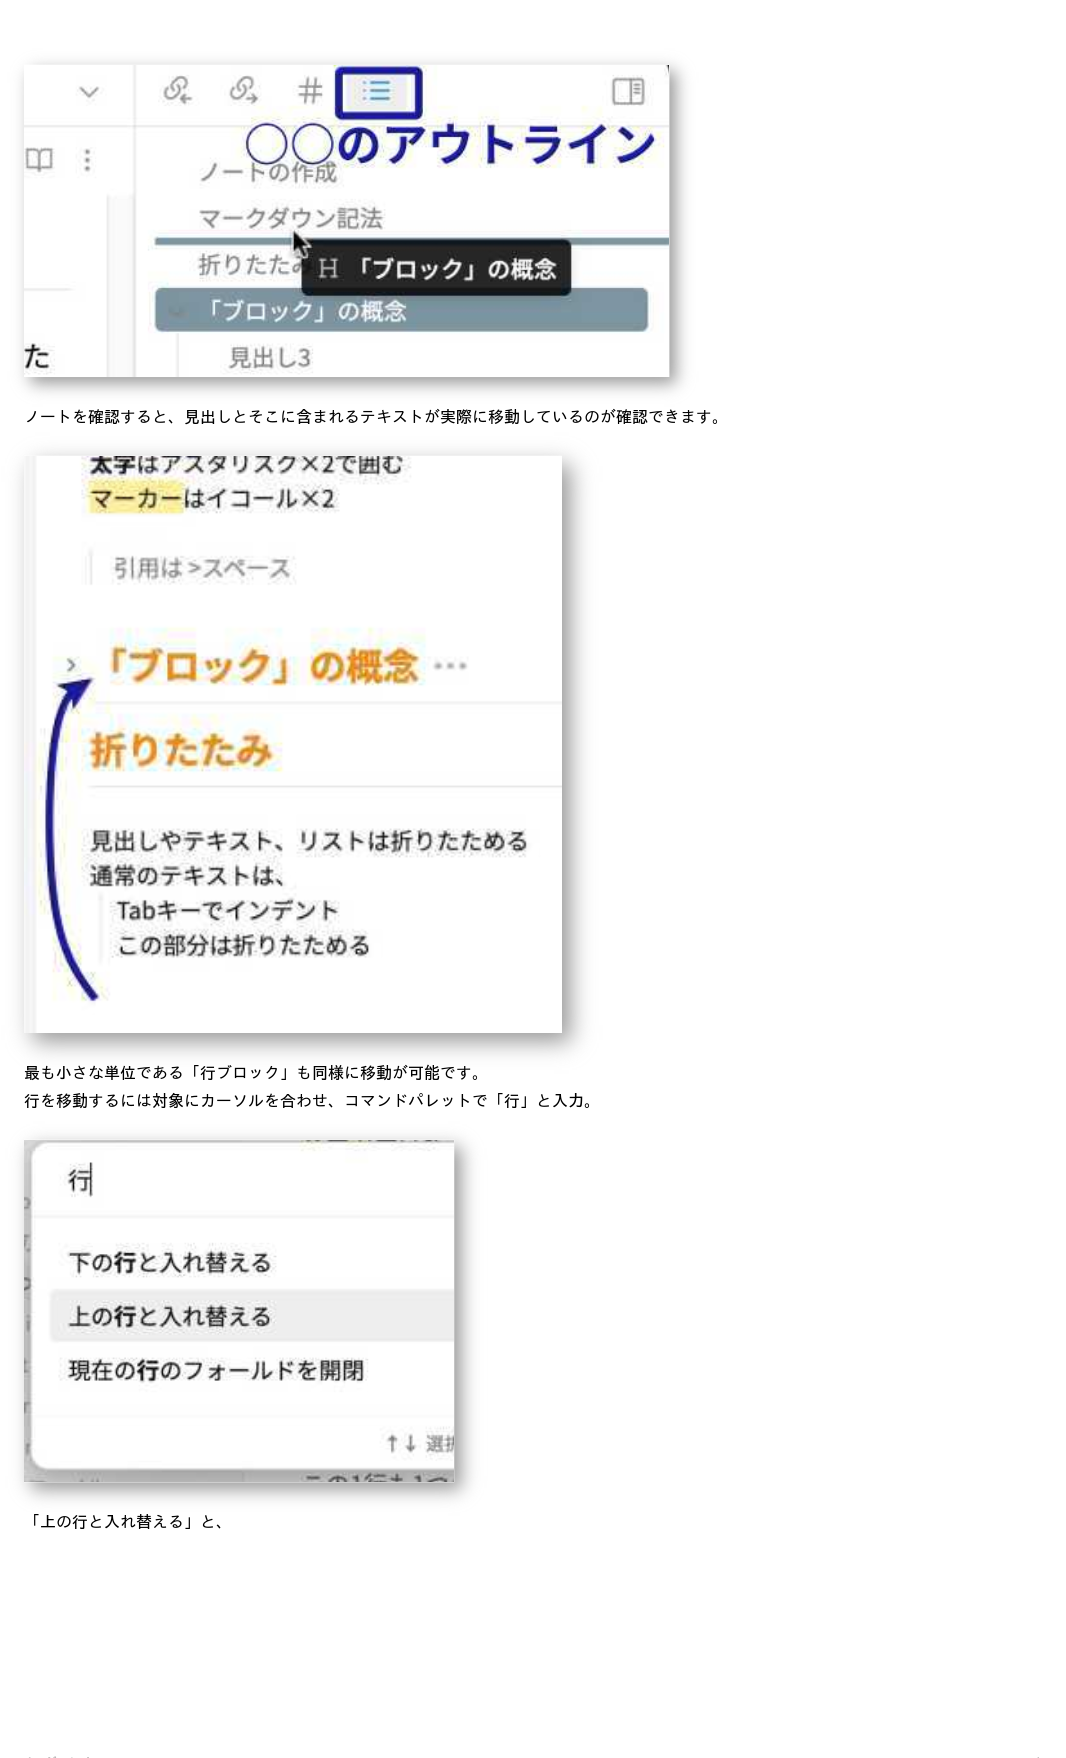 ○○のアウトライン
ノートの作成
マークダウン記法
折りたたみ
H 「ブロック」の概念
「ブロック」の概念
た
見出し3
ノートを確認すると、見出しとそこに含まれるテキストが実際に移動しているのが確認できます。
太字はアスタリスク×2で囲む
マーカーはイコール×2
引用は >スペース
「ブロック」の概念 •••
折りたたみ
見出しやテキスト、リストは折りたためる
通常のテキストは、
Tabキーでインデント
この部分は折りたためる
最も小さな単位である「行ブロック」も同様に移動が可能です。
行を移動するには対象にカーソルを合わせ、コマンドパレットで「行」と入力。
行
下の行と入れ替える
上の行と入れ替える
現在の行のフォールドを開閉
↑↓ 選択
「上の行と入れ替える」と、